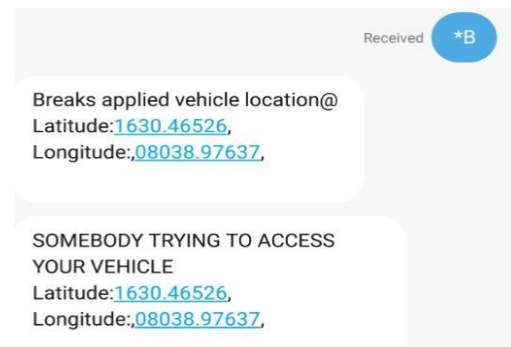 Received *B
Breaks applied vehicle location@
Latitude:1630.46526,
Longitude:,08038.97637,
SOMEBODY TRYING TO ACCESS
YOUR VEHICLE
Latitude:1630.46526,
Longitude:,08038.97637,